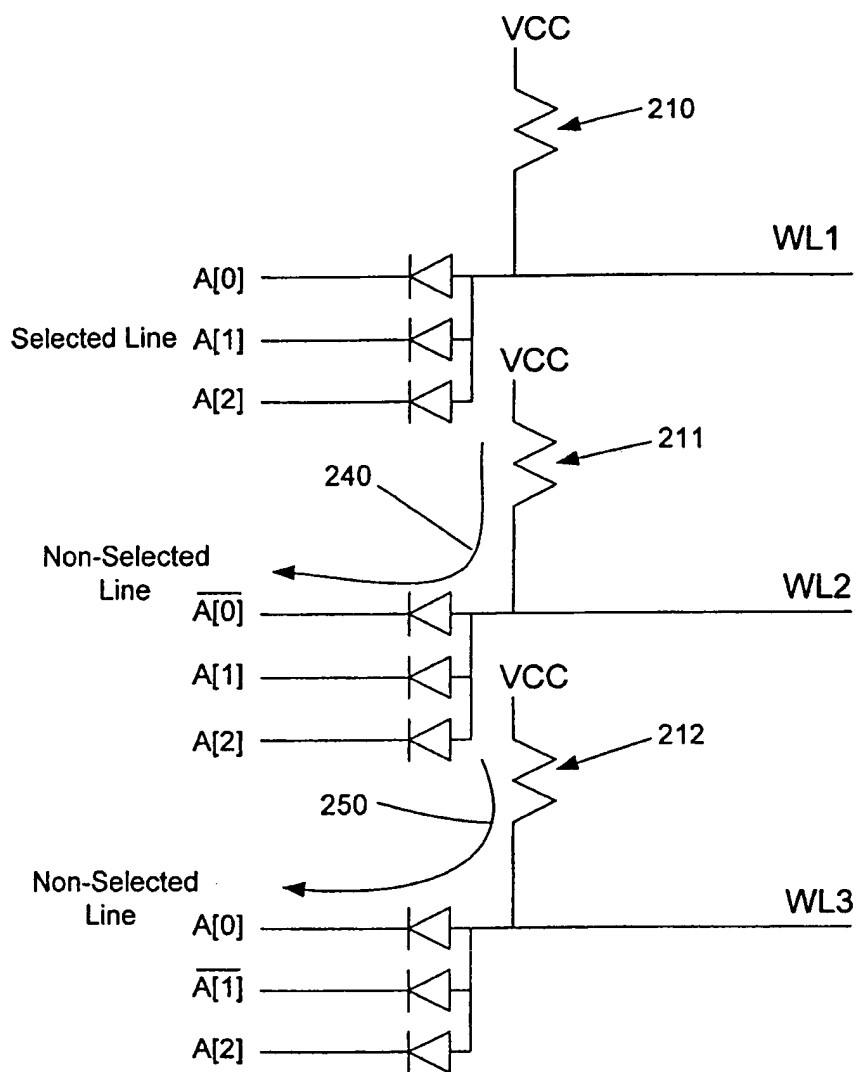 VCC
210
WL1
A[0]
Selected Line A[1]
VCC
A[2]
211
240
Non-Selected
Line
WL2
A̅[̅0̅]̅
A[1]
VCC
A[2]
212
250
Non-Selected
Line
WL3
A[0]
A̅[̅1̅]̅
A[2]